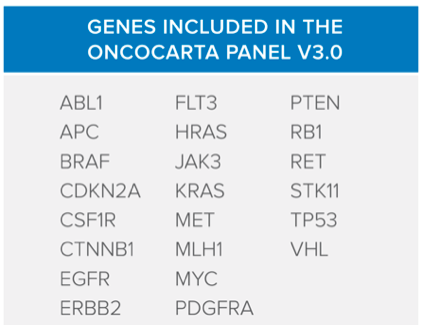 GENES INCLUDED IN THE
ONCOCARTA PANEL V3.0
ABL1
APC
BRAF
CDKN2A
CSF1R
CTNNB1
EGFR
ERBB2
FLT3
HRAS
JAK3
KRAS
MET
MLH1
MYC
PDGFRA
PTEN
RB1
RET
STK11
TP53
VHL